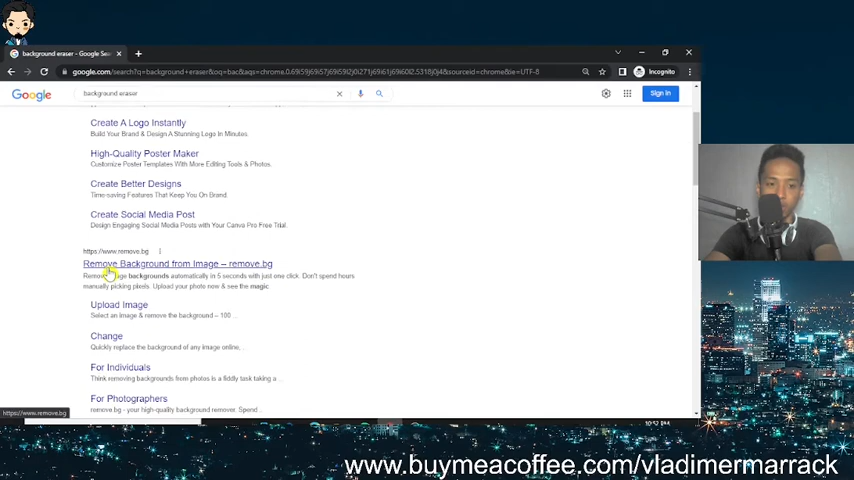 background eraser - Google Sea
google.com/search?q=background+eraser&oq=bac&aqs=chrome.0.69i59j69i57j69i59l2j0i271j69i61j69i60l2.5318j0j4&sourceid=chrome&ie=UTF-8
Incognito
Google
background eraser
Sign in
Create A Logo Instantly
Build Your Brand & Design A Stunning Logo In Minutes.
High-Quality Poster Maker
Customize Poster Templates With More Editing Tools & Photos.
Create Better Designs
Time-saving Features That Keep You On Brand.
Create Social Media Post
Design Engaging Social Media Posts with Your Canva Pro Free Trial.
https://www.remove.bg
Remove Background from Image – remove.bg
backgrounds automatically in 5 seconds with just one click. Don't spend hours
manually picking pixels. Upload your photo now & see the magic.
Upload Image
Select an image & remove the background – 100 ...
Change
Quickly replace the background of any image online, ...
For Individuals
Think removing backgrounds from photos is a fiddly task taking a ...
For Photographers
remove.bg - your high-quality background remover. Spend ...
https://www.remove.bg
www.buymeacoffee.com/vladimermarrack